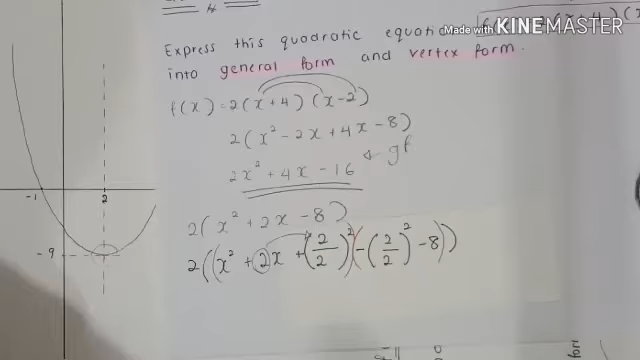 Made with KINEMASTER
Express this quadratic equation
into general form and vertex form.
f(x) = 2(x+4)(x-2)
2(x² - 2x + 4x - 8)
2x² + 4x - 16 gf
2(x² + 2x - 8)
2((x² + 2x + (2/2)²) - (2/2)² - 8))
-1
2
-9